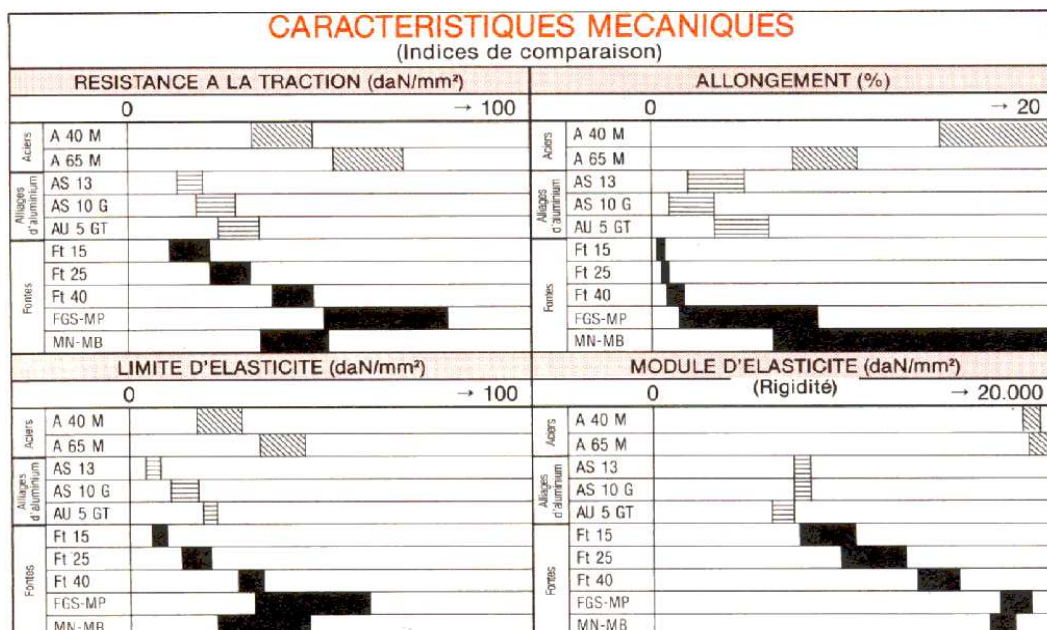 CARACTERISTIQUES MECANIQUES
(Indices de comparaison)
RESISTANCE A LA TRACTION (daN/mm²)
0 → 100
Aciers
A 40 M
A 65 M
Alliages d'aluminium
AS 13
AS 10 G
AU 5 GT
Fontes
Ft 15
Ft 25
Ft 40
FGS-MP
MN-MB
ALLONGEMENT (%)
0 → 20
Aciers
A 40 M
A 65 M
Alliages d'aluminium
AS 13
AS 10 G
AU 5 GT
Fontes
Ft 15
Ft 25
Ft 40
FGS-MP
MN-MB
LIMITE D'ELASTICITE (daN/mm²)
0 → 100
Aciers
A 40 M
A 65 M
Alliages d'aluminium
AS 13
AS 10 G
AU 5 GT
Fontes
Ft 15
Ft 25
Ft 40
FGS-MP
MN-MB
MODULE D'ELASTICITE (daN/mm²)
(Rigidité)
0 → 20.000
Aciers
A 40 M
A 65 M
Alliages d'aluminium
AS 13
AS 10 G
AU 5 GT
Fontes
Ft 15
Ft 25
Ft 40
FGS-MP
MN-MB